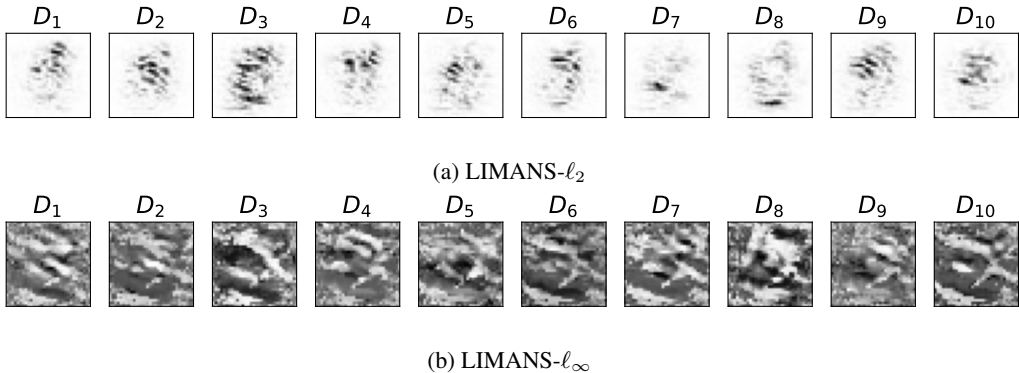 D₁ D₂ D₃ D₄ D₅ D₆ D₇ D₈ D₉ D₁₀
(a) LIMANS-ℓ₂
D₁ D₂ D₃ D₄ D₅ D₆ D₇ D₈ D₉ D₁₀
(b) LIMANS-ℓ∞